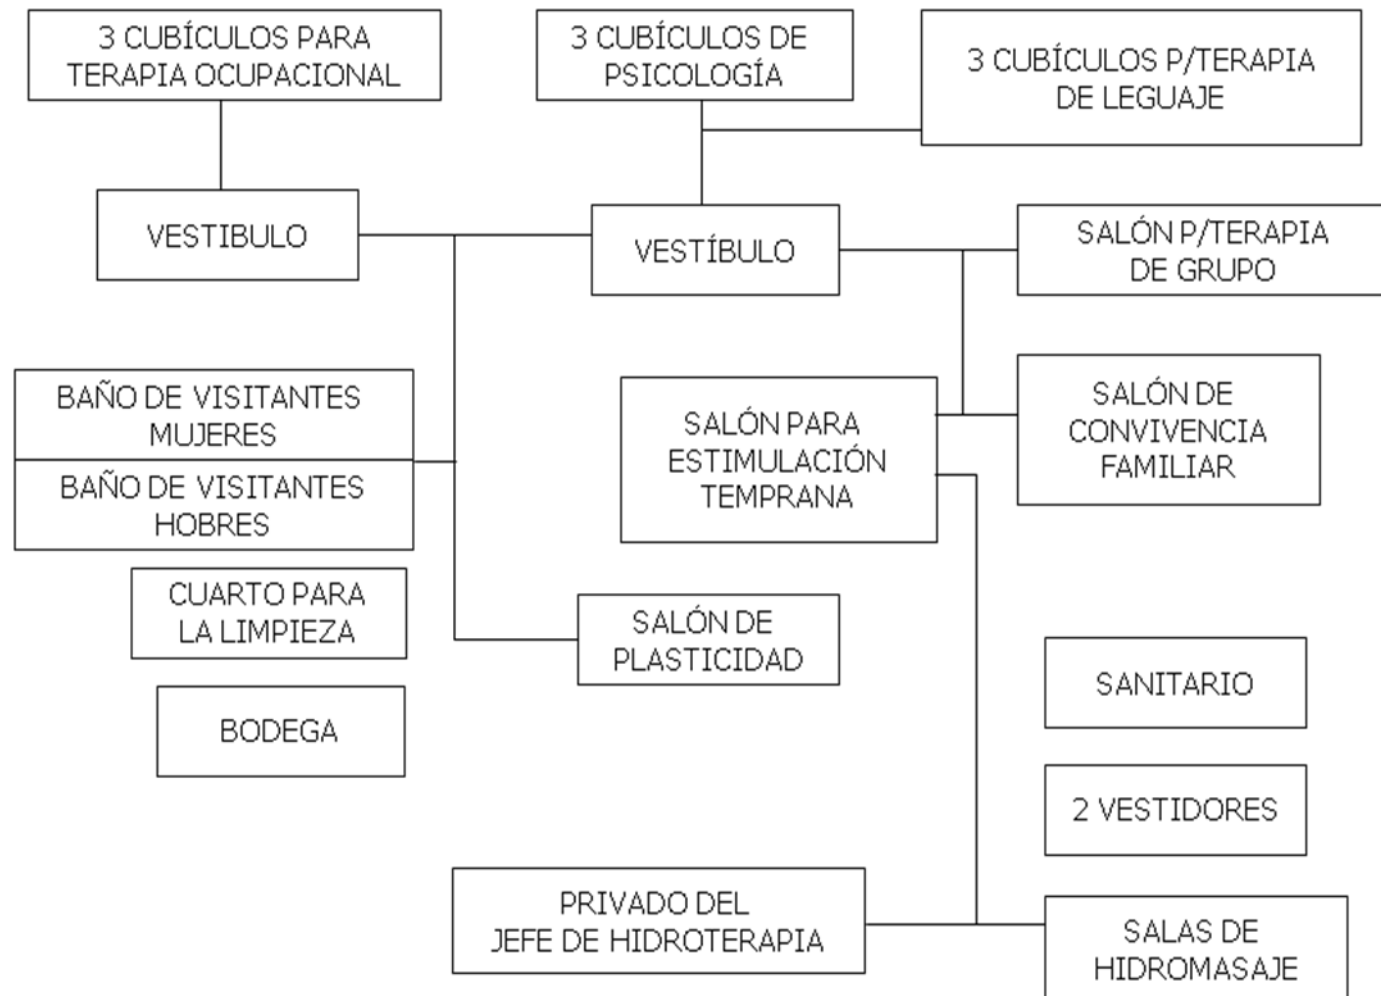 3 CUBÍCULOS PARA
TERAPIA OCUPACIONAL
3 CUBÍCULOS DE
PSICOLOGÍA
3 CUBÍCULOS P/TERAPIA
DE LEGUAJE
VESTIBULO
VESTÍBULO
SALÓN P/TERAPIA
DE GRUPO
BAÑO DE VISITANTES
MUJERES
BAÑO DE VISITANTES
HOBRES
SALÓN PARA
ESTIMULACIÓN
TEMPRANA
SALÓN DE
CONVIVENCIA
FAMILIAR
CUARTO PARA
LA LIMPIEZA
SALÓN DE
PLASTICIDAD
SANITARIO
BODEGA
2 VESTIDORES
PRIVADO DEL
JEFE DE HIDROTERAPIA
SALAS DE
HIDROMASAJE